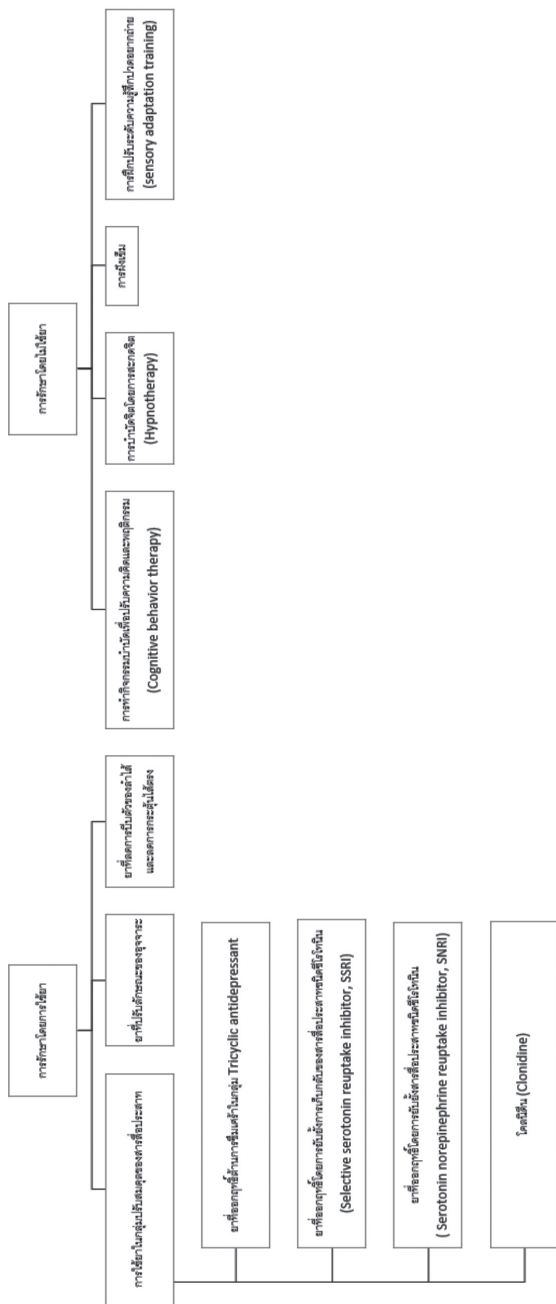 การรักษาโดยการใช้ยา
การใช้ยาในกลุ่มปรับสมดุลของสารสื่อประสาท
ยาที่ปรับลักษณะของอุจจาระ
ยาที่ลดการบีบตัวของลำไส้
และลดการกระตุ้นไส้ตรง
ยาที่ออกฤทธิ์ต้านการซึมเศร้าในกลุ่ม Tricyclic antidepressant
ยาที่ออกฤทธิ์โดยการยับยั้งการเก็บกลับของสารสื่อประสาทชนิดซีโรโทนิน
(Selective serotonin reuptake inhibitor, SSRI)
ยาที่ออกฤทธิ์โดยการยับยั้งสารสื่อประสาทชนิดซีโรโทนิน
( Serotonin norepinephrine reuptake inhibitor, SNRI)
โคลนิดีน (Clonidine)
การรักษาโดยไม่ใช้ยา
การทำกิจกรรมบำบัดเพื่อปรับความคิดและพฤติกรรม
(Cognitive behavior therapy)
การบำบัดจิตโดยการสะกดจิต
(Hypnotherapy)
การฝังเข็ม
การฝึกปรับระดับความรู้สึกปวดอยากถ่าย
(sensory adaptation training)